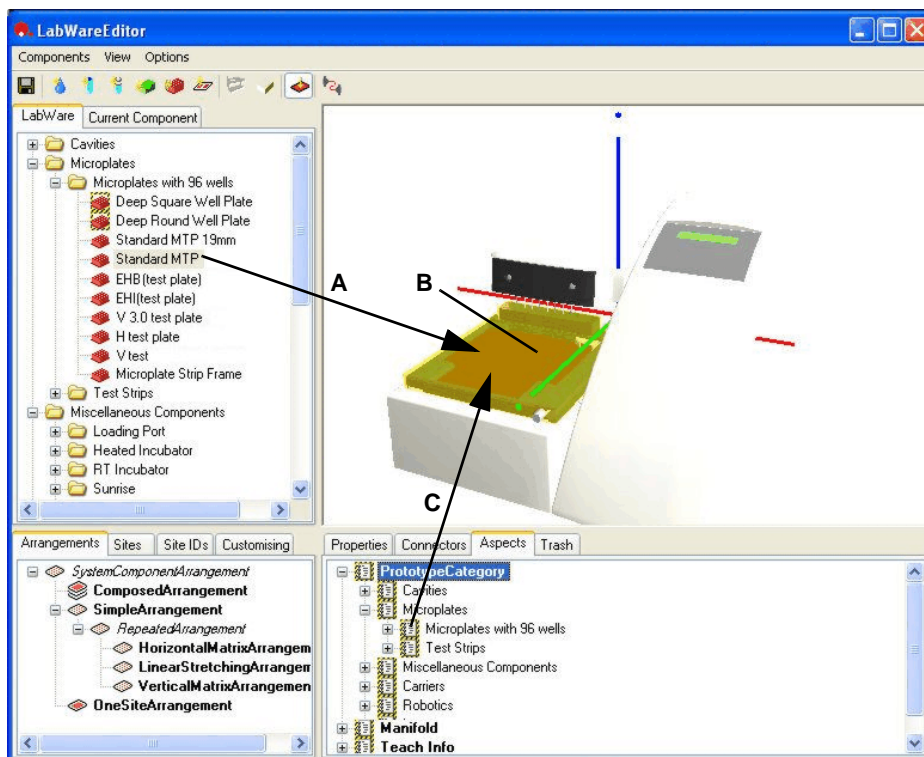 LabWareEditor
Components View Options
LabWare Current Component
Cavities
Microplates
Microplates with 96 wells
Deep Square Well Plate
Deep Round Well Plate
Standard MTP 19mm
Standard MTP
EHB(test plate)
EHI(test plate)
V 3.0 test plate
H test plate
V test
Microplate Strip Frame
Test Strips
Miscellaneous Components
Loading Port
Heated Incubator
RT Incubator
Sunrise
A
B
C
Arrangements Sites Site IDs Customising
SystemComponentArrangement
ComposedArrangement
SimpleArrangement
RepeatedArrangement
HorizontalMatrixArrangem
LinearStretchingArrangem
VerticalMatrixArrangemen
OneSiteArrangement
Properties Connectors Aspects Trash
PrototypeCategory
Cavities
Microplates
Microplates with 96 wells
Test Strips
Miscellaneous Components
Carriers
Robotics
Manifold
Teach Info